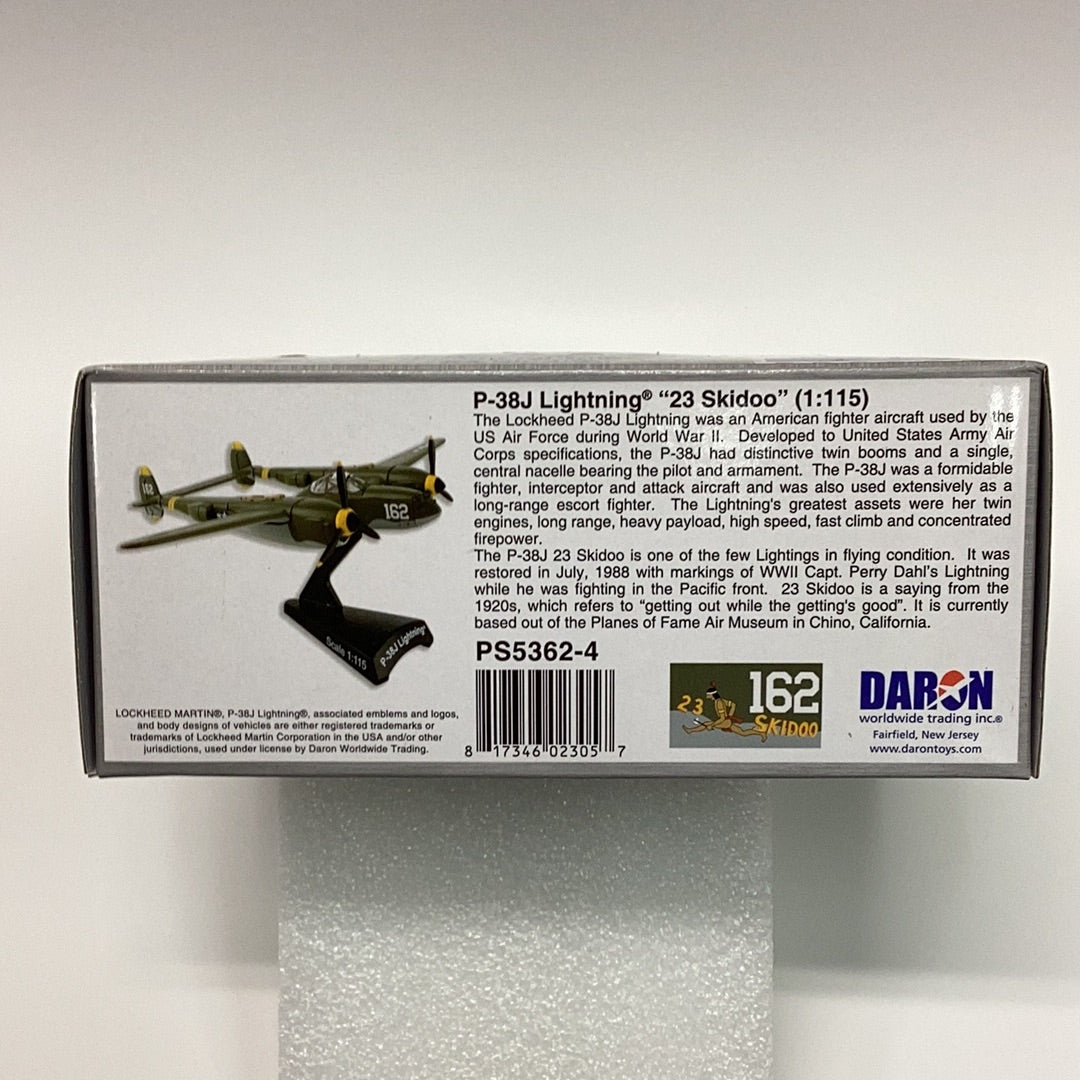 P-38J Lightning® “23 Skidoo” (1:115)
The Lockheed P-38J Lightning was an American fighter aircraft used by the
US Air Force during World War II. Developed to United States Army Air
Corps specifications, the P-38J had distinctive twin booms and a single,
central nacelle bearing the pilot and armament. The P-38J was a formidable
fighter, interceptor and attack aircraft and was also used extensively as a
long-range escort fighter. The Lightning's greatest assets were her twin
engines, long range, heavy payload, high speed, fast climb and concentrated
firepower.
The P-38J 23 Skidoo is one of the few Lightings in flying condition. It was
restored in July, 1988 with markings of WWII Capt. Perry Dahl's Lightning
while he was fighting in the Pacific front. 23 Skidoo is a saying from the
1920s, which refers to “getting out while the getting's good”. It is currently
based out of the Planes of Fame Air Museum in Chino, California.
PS5362-4
162
162
Scale 1:115
P-38J Lightning®
LOCKHEED MARTIN®, P-38J Lightning®, associated emblems and logos,
and body designs of vehicles are either registered trademarks or
trademarks of Lockheed Martin Corporation in the USA and/or other
jurisdictions, used under license by Daron Worldwide Trading.
8 17346 02305 7
23 162
SKIDOO
DARON
worldwide trading inc.®
Fairfield, New Jersey
www.darontoys.com